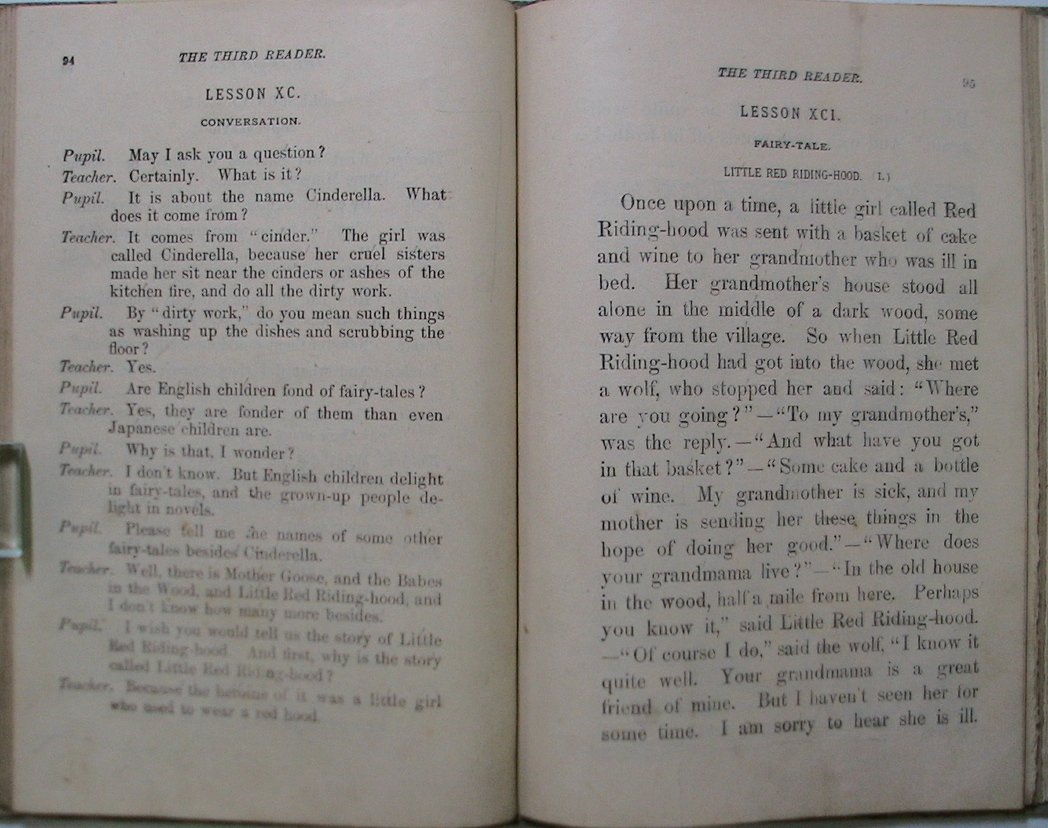 94
THE THIRD READER.
LESSON XC.
CONVERSATION.
Pupil. May I ask you a question?
Teacher. Certainly. What is it?
Pupil. It is about the name Cinderella. What
does it come from?
Teacher. It comes from "cinder." The girl was
called Cinderella, because her cruel sisters
made her sit near the cinders or ashes of the
kitchen fire, and do all the dirty work.
Pupil. By "dirty work," do you mean such things
as washing up the dishes and scrubbing the
floor?
Teacher. Yes.
Pupil. Are English children fond of fairy-tales?
Teacher. Yes, they are fonder of them than even
Japanese children are.
Pupil. Why is that, I wonder?
Teacher. I don't know. But English children delight
in fairy-tales, and the grown-up people de-
light in novels.
Pupil. Please tell me the names of some other
fairy-tales besides Cinderella.
Teacher. Well, there is Mother Goose, and the Babes
in the Wood, and Little Red Riding-hood, and
I don't know how many more besides.
Pupil. I wish you would tell us the story of Little
Red Riding-hood. And first, why is the story
called Little Red Riding-hood?
Teacher. Because the heroine of it was a little girl
who used to wear a red hood.
THE THIRD READER.
95
LESSON XCI.
FAIRY-TALE.
LITTLE RED RIDING-HOOD. (I.)
Once upon a time, a little girl called Red
Riding-hood was sent with a basket of cake
and wine to her grandmother who was ill in
bed. Her grandmother's house stood all
alone in the middle of a dark wood, some
way from the village. So when Little Red
Riding-hood had got into the wood, she met
a wolf, who stopped her and said: "Where
are you going?"—"To my grandmother's,"
was the reply.—"And what have you got
in that basket?"—"Some cake and a bottle
of wine. My grandmother is sick, and my
mother is sending her these things in the
hope of doing her good."—"Where does
your grandmama live?"—"In the old house
in the wood, half a mile from here. Perhaps
you know it," said Little Red Riding-hood.
—"Of course I do," said the wolf, "I know it
quite well. Your grandmama is a great
friend of mine. But I haven't seen her for
some time. I am sorry to hear she is ill.